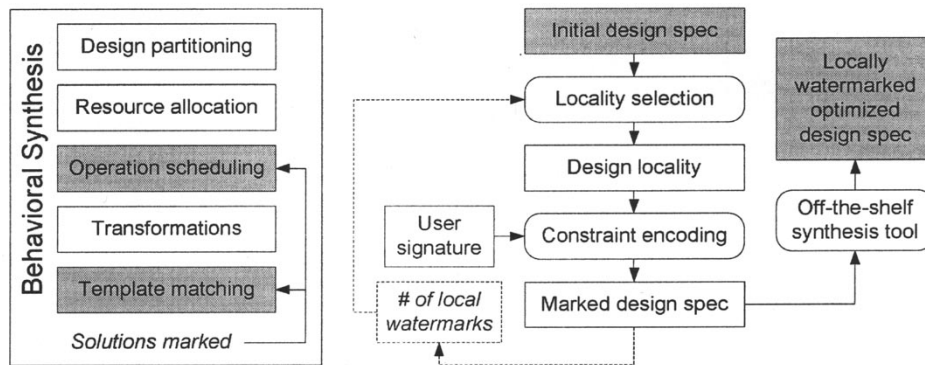 Behavioral Synthesis
Design partitioning
Resource allocation
Operation scheduling
Transformations
Template matching
Solutions marked
Initial design spec
Locality selection
Design locality
User
signature
Constraint encoding
# of local
watermarks
Marked design spec
Locally
watermarked
optimized
design spec
Off-the-shelf
synthesis tool